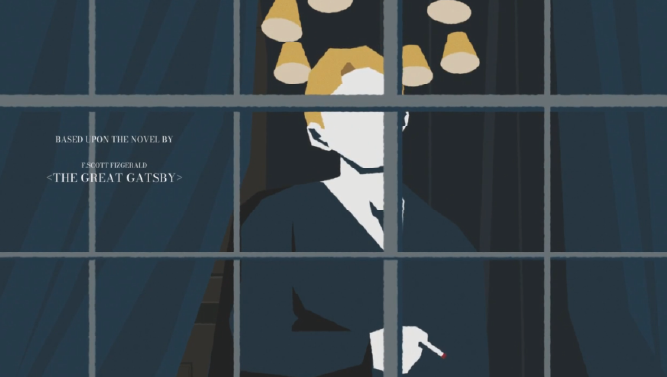 BASED UPON THE NOVEL BY
F.SCOTT FIZGERALD
<THE GREAT GATSBY>